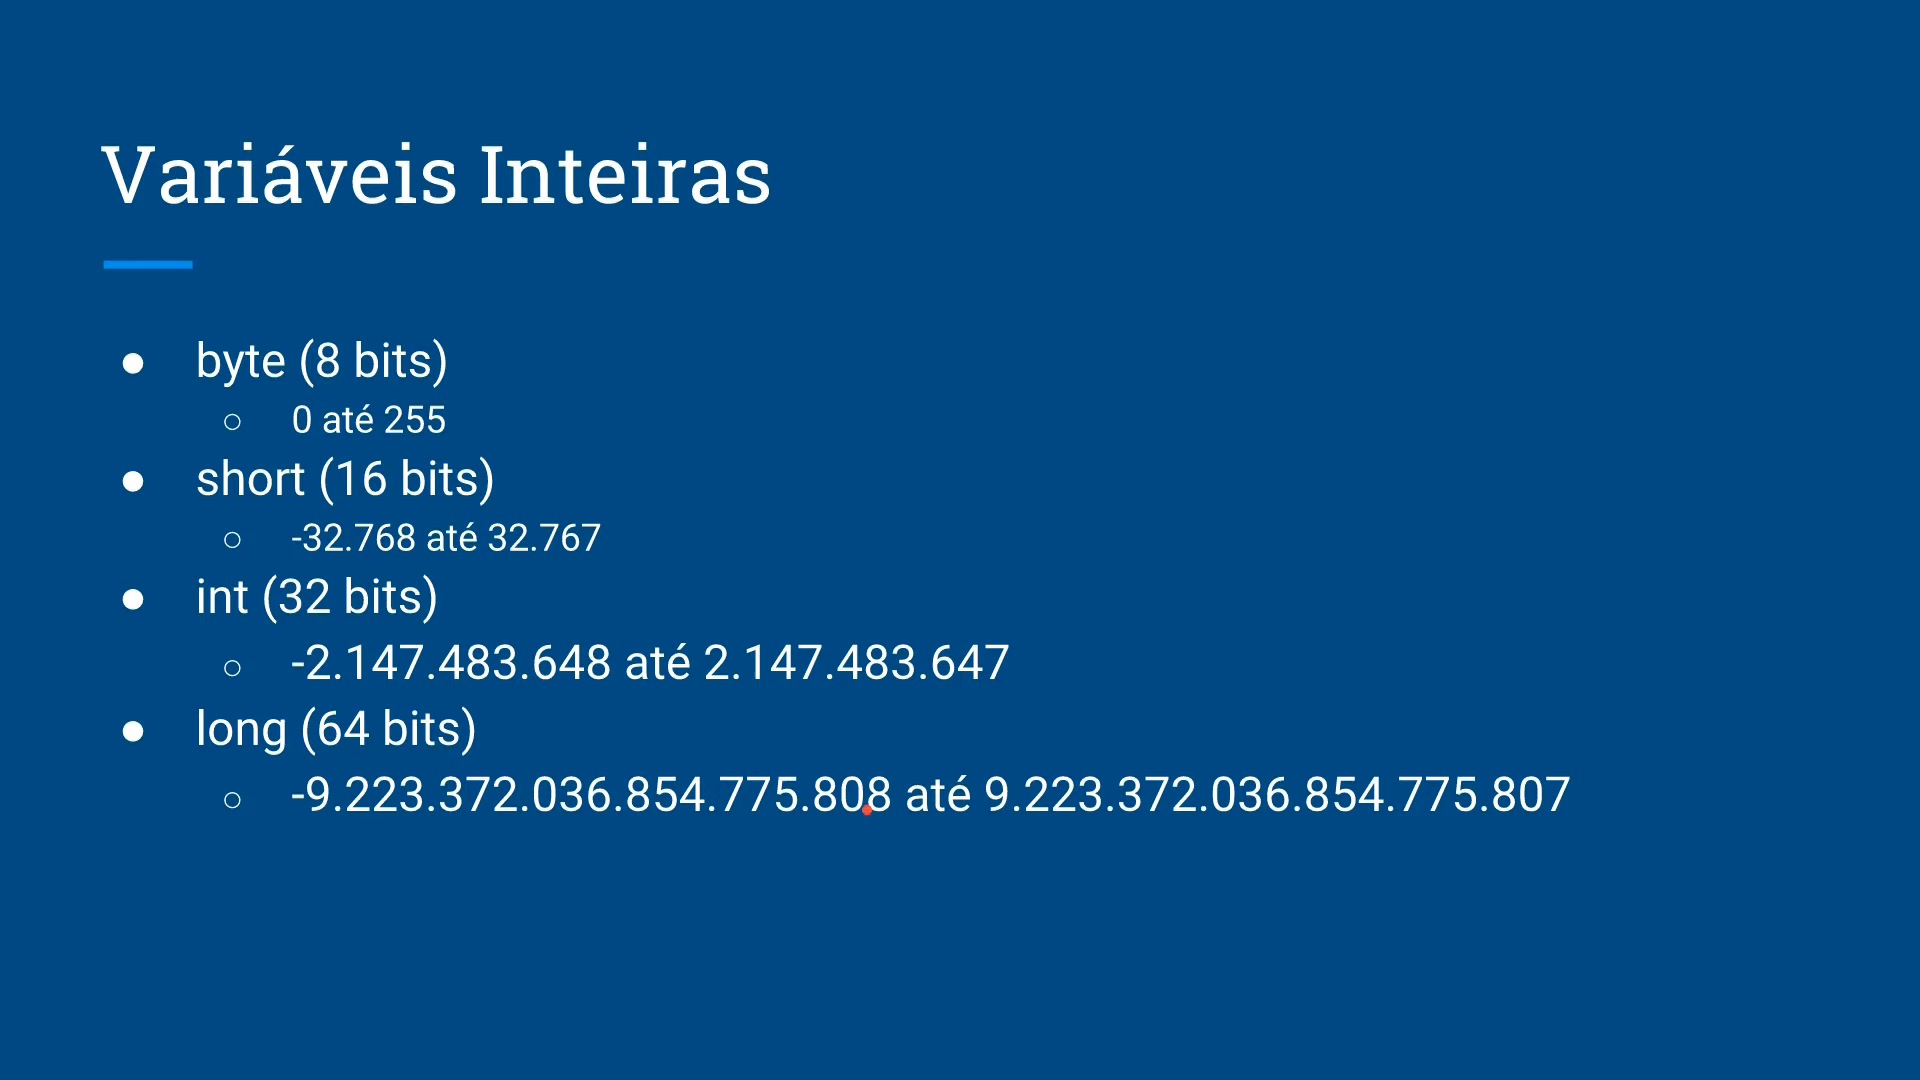 Variáveis Inteiras
● byte (8 bits)
○ 0 até 255
● short (16 bits)
○ -32.768 até 32.767
● int (32 bits)
○ -2.147.483.648 até 2.147.483.647
● long (64 bits)
○ -9.223.372.036.854.775.808 até 9.223.372.036.854.775.807